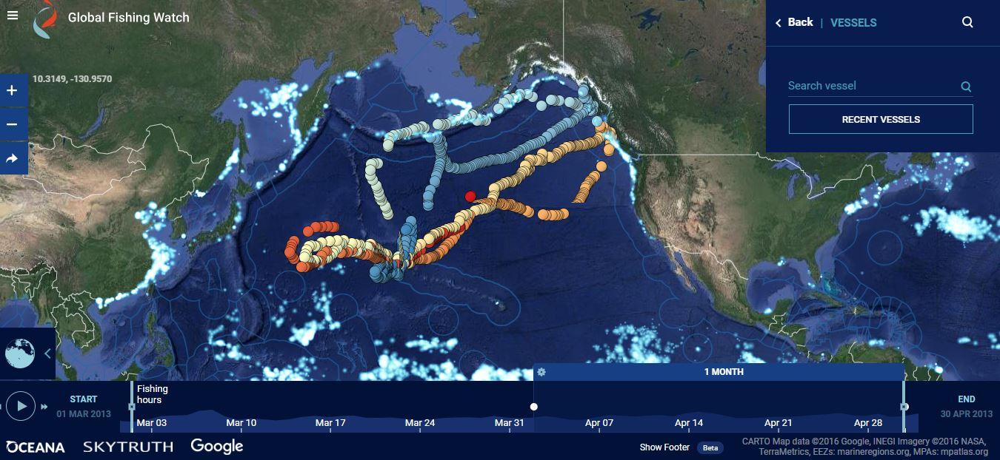 Global Fishing Watch
Back | VESSELS
10.3149, -130.9570
Search vessel
RECENT VESSELS
1 MONTH
Fishing
hours
START
01 MAR 2013
END
30 APR 2013
Mar 03 Mar 10 Mar 17 Mar 24 Mar 31 Apr 07 Apr 14 Apr 21 Apr 28
OCEANA SKYTRUTH Google
Show Footer Beta
CARTO Map data ©2016 Google, INEGI Imagery ©2016 NASA,
TerraMetrics, EEZs: marineregions.org, MPAs: mpatlas.org